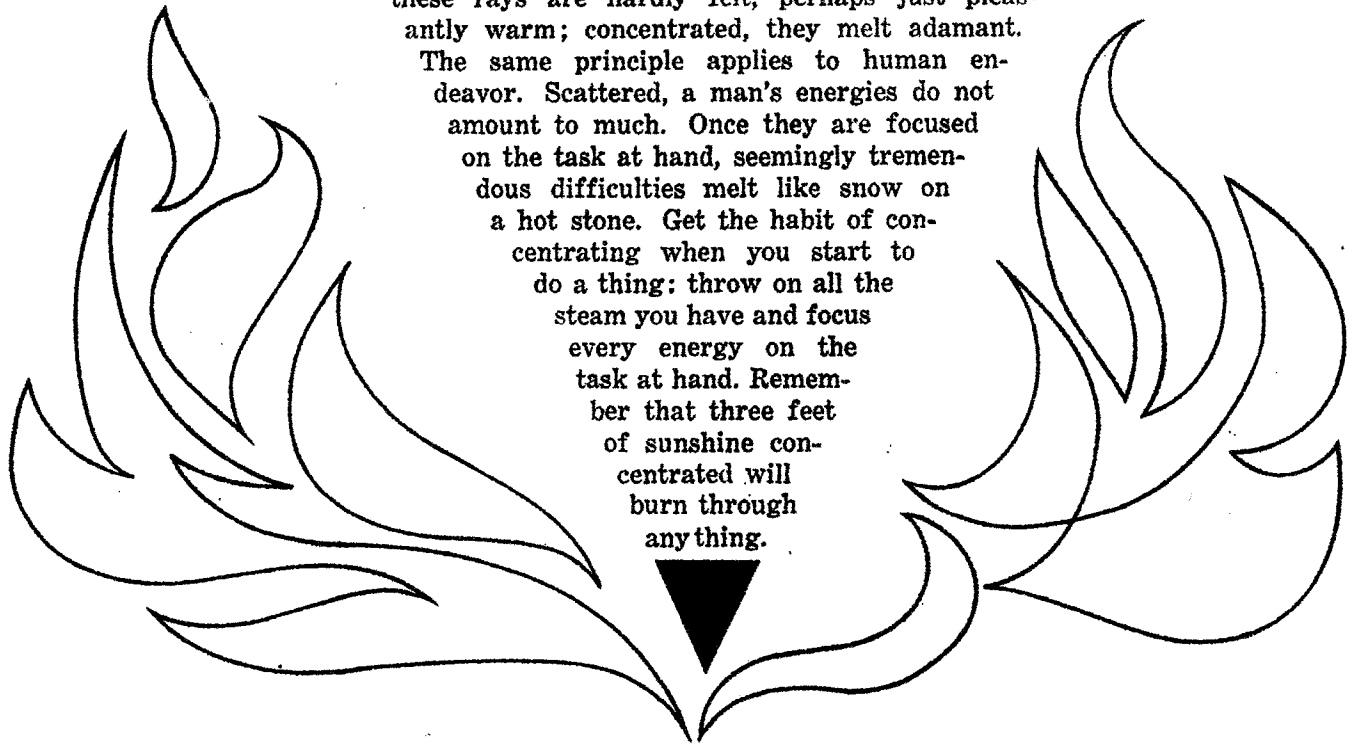 these rays are hardly felt, perhaps just pleas-
antly warm; concentrated, they melt adamant.
The same principle applies to human en-
deavor. Scattered, a man's energies do not
amount to much. Once they are focused
on the task at hand, seemingly tremen-
dous difficulties melt like snow on
a hot stone. Get the habit of con-
centrating when you start to
do a thing: throw on all the
steam you have and focus
every energy on the
task at hand. Remem-
ber that three feet
of sunshine con-
centrated will
burn through
anything.